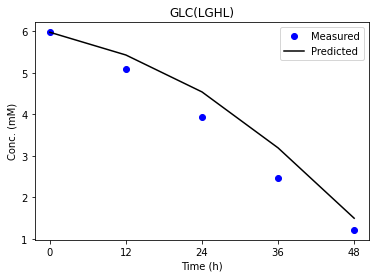 GLC(LGHL)
Measured
Predicted
Conc. (mM)
6
5
4
3
2
1
0 12 24 36 48
Time (h)